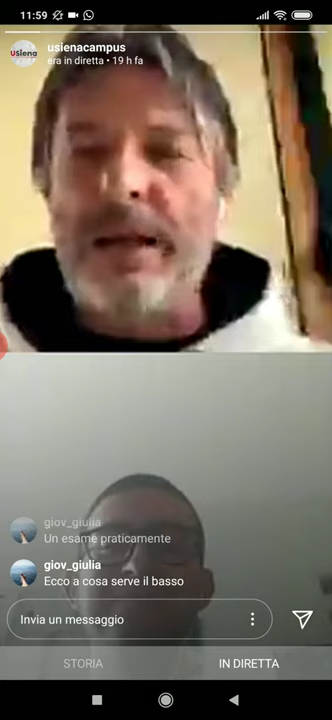 11:59
USiena
usienacampus
era in diretta • 19 h fa
giov_giulia
Un esame praticamente
giov_giulia
Ecco a cosa serve il basso
Invia un messaggio
STORIA
IN DIRETTA